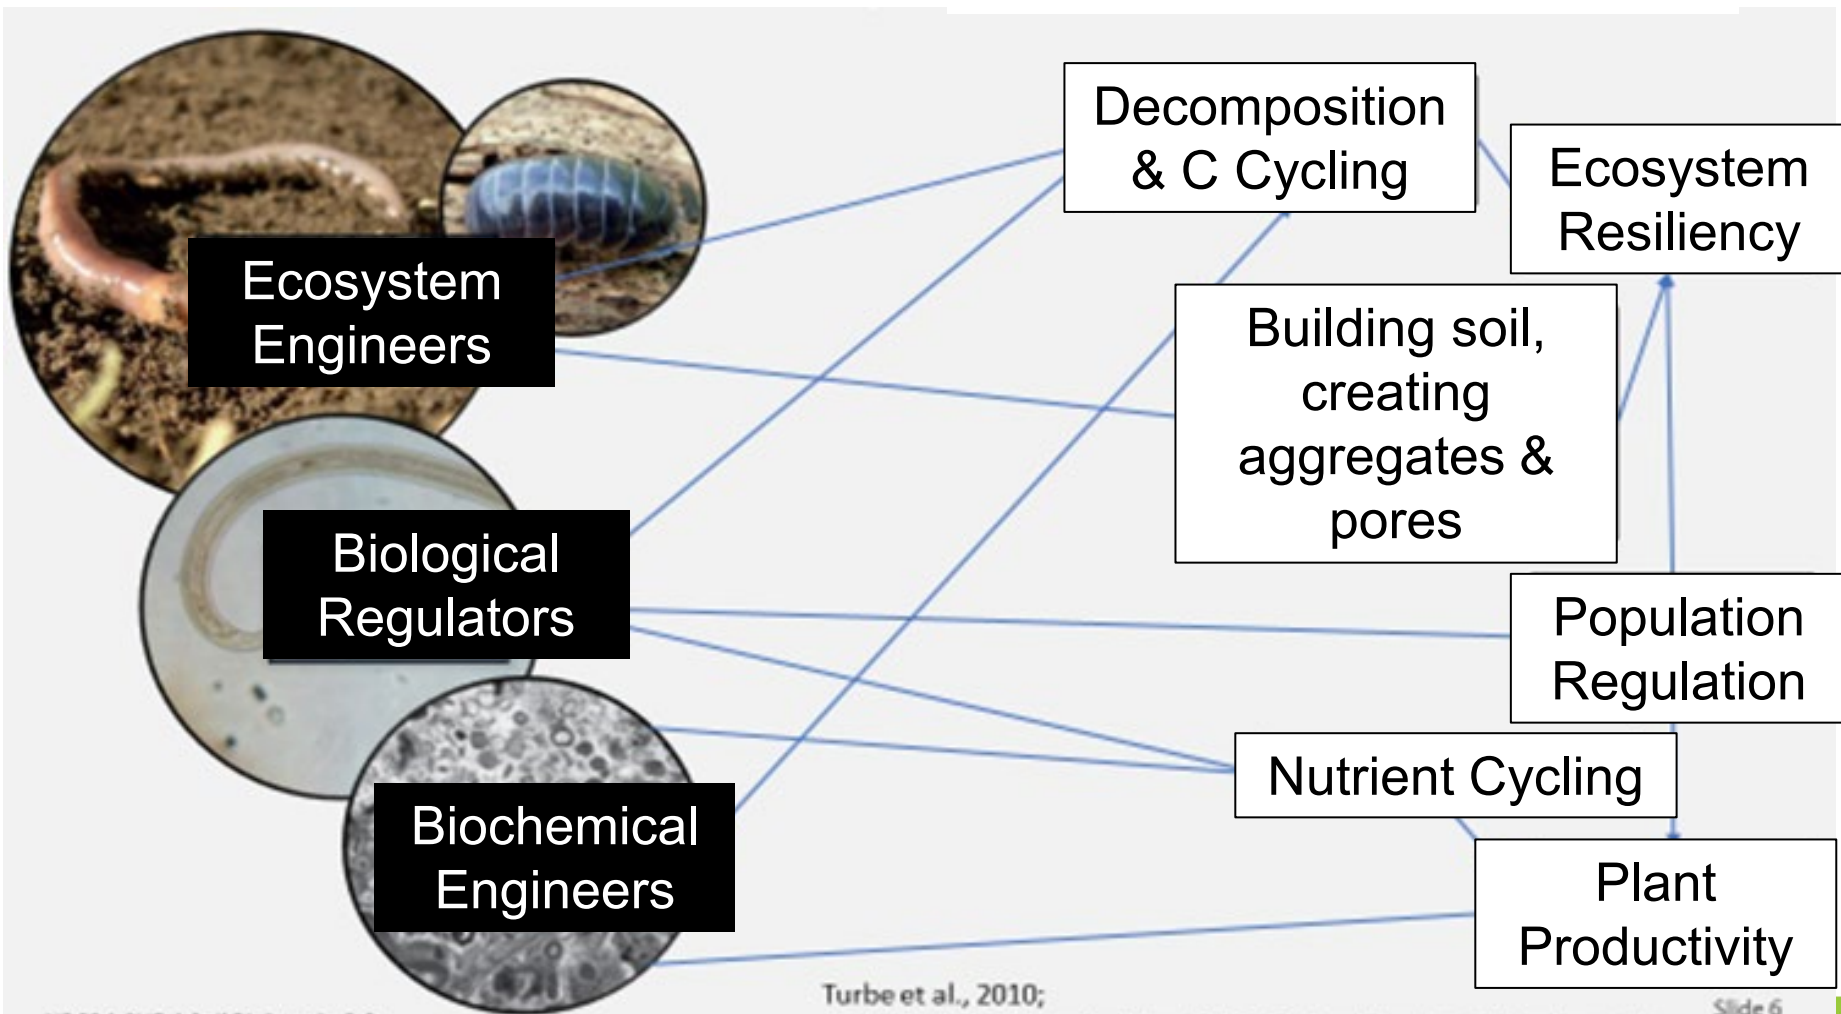 Decomposition
& C Cycling
Ecosystem
Resiliency
Ecosystem
Engineers
Building soil,
creating
aggregates &
pores
Biological
Regulators
Population
Regulation
Nutrient Cycling
Biochemical
Engineers
Plant
Productivity
Turbe et al., 2010;
Slide 6